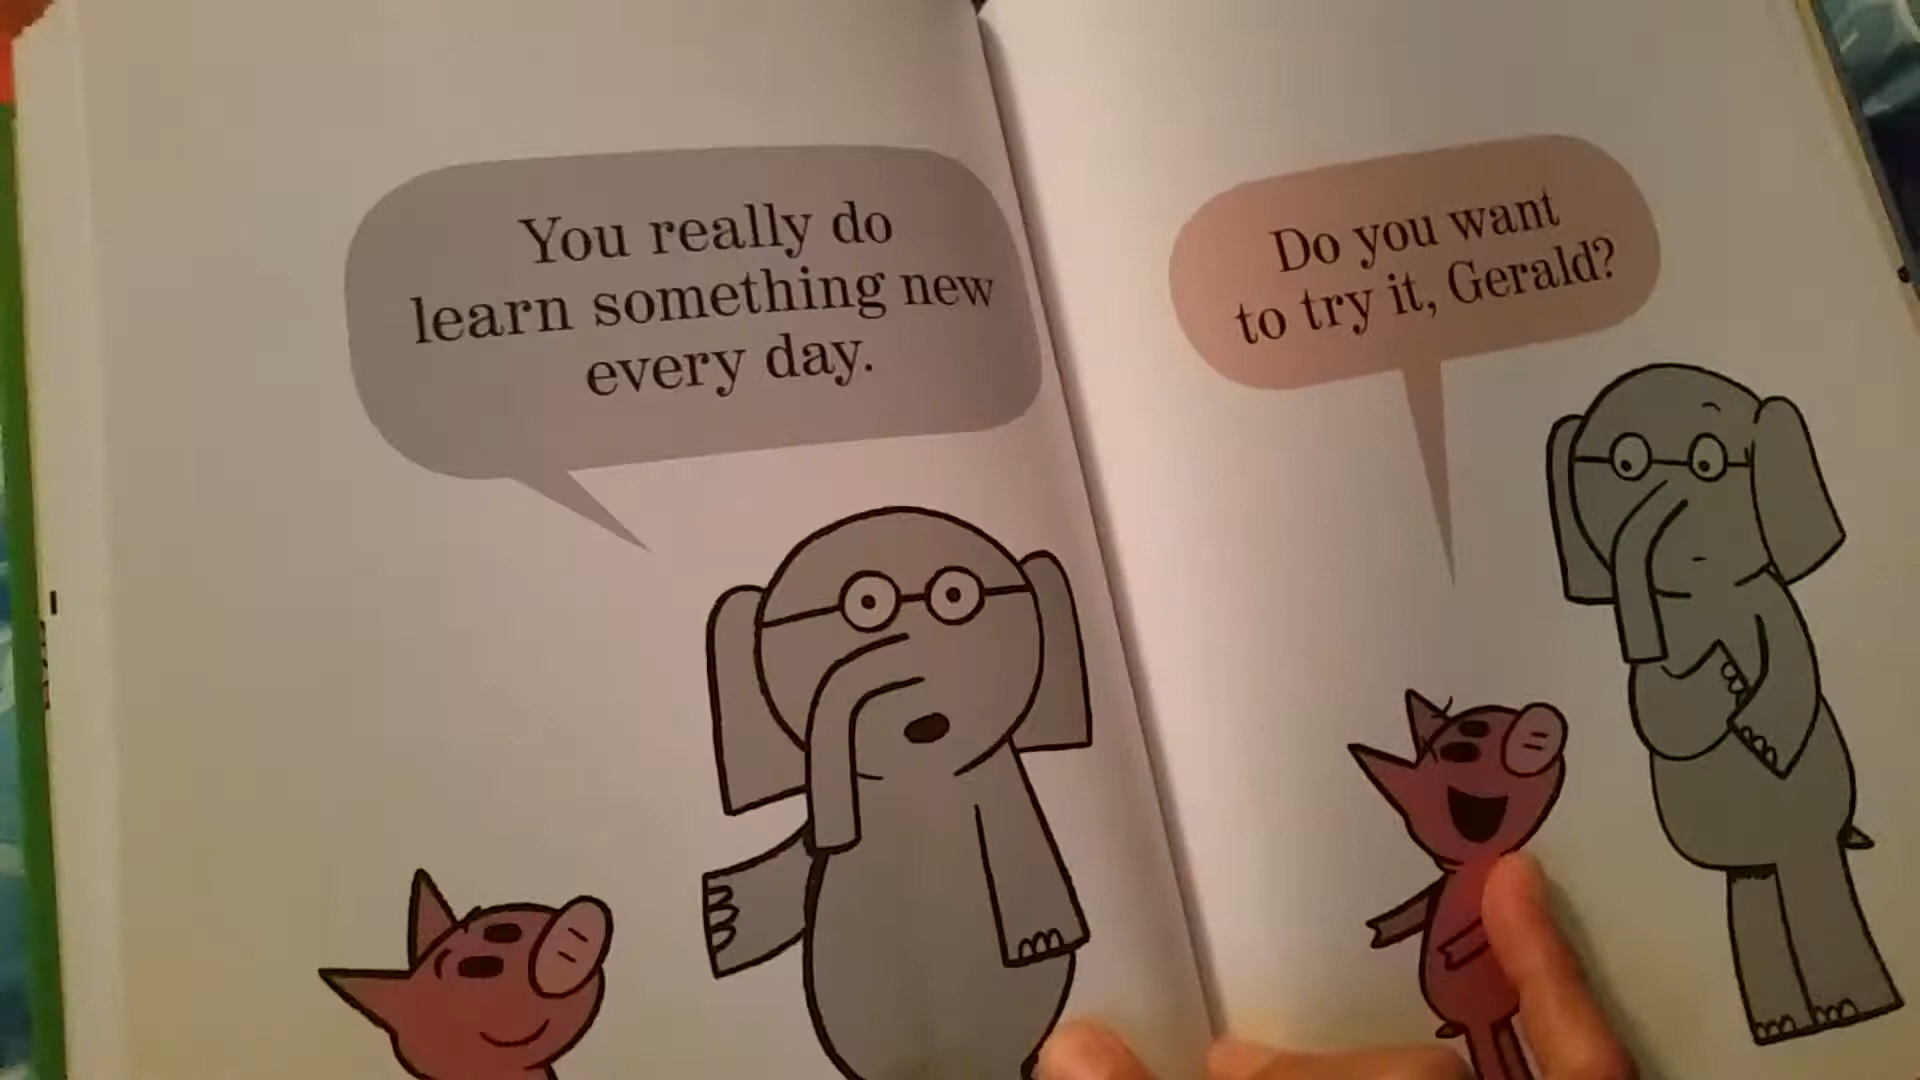 You really do
learn something new
every day.
Do you want
to try it, Gerald?